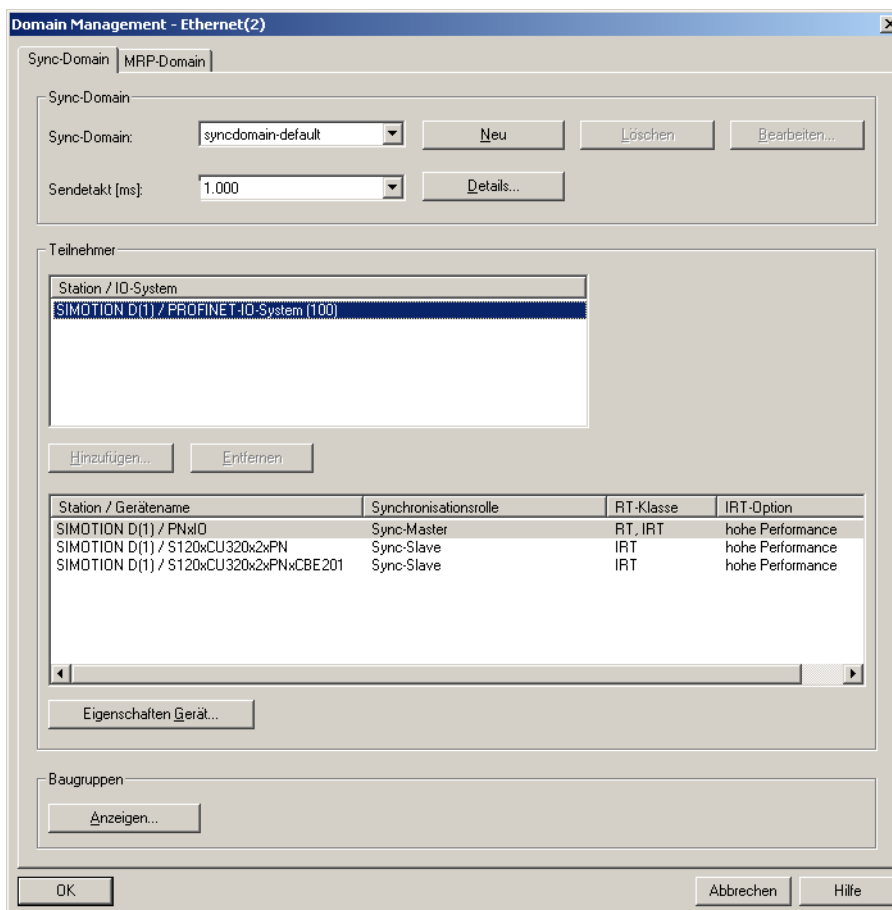 Domain Management - Ethernet(2)
Sync-Domain MRP-Domain
Sync-Domain
Sync-Domain: syncdomain-default Neu Löschen Bearbeiten...
Sendetakt [ms]: 1.000 Details...
Teilnehmer
Station / IO-System
SIMOTION D(1) / PROFINET-IO-System (100)
Hinzufügen... Entfernen
Station / Gerätename Synchronisationsrolle RT-Klasse IRT-Option
SIMOTION D(1) / PNxIO Sync-Master RT, IRT hohe Performance
SIMOTION D(1) / S120xCU320x2xPN Sync-Slave IRT hohe Performance
SIMOTION D(1) / S120xCU320x2xPNxCBE201 Sync-Slave IRT hohe Performance
Eigenschaften Gerät...
Baugruppen
Anzeigen...
OK Abbrechen Hilfe